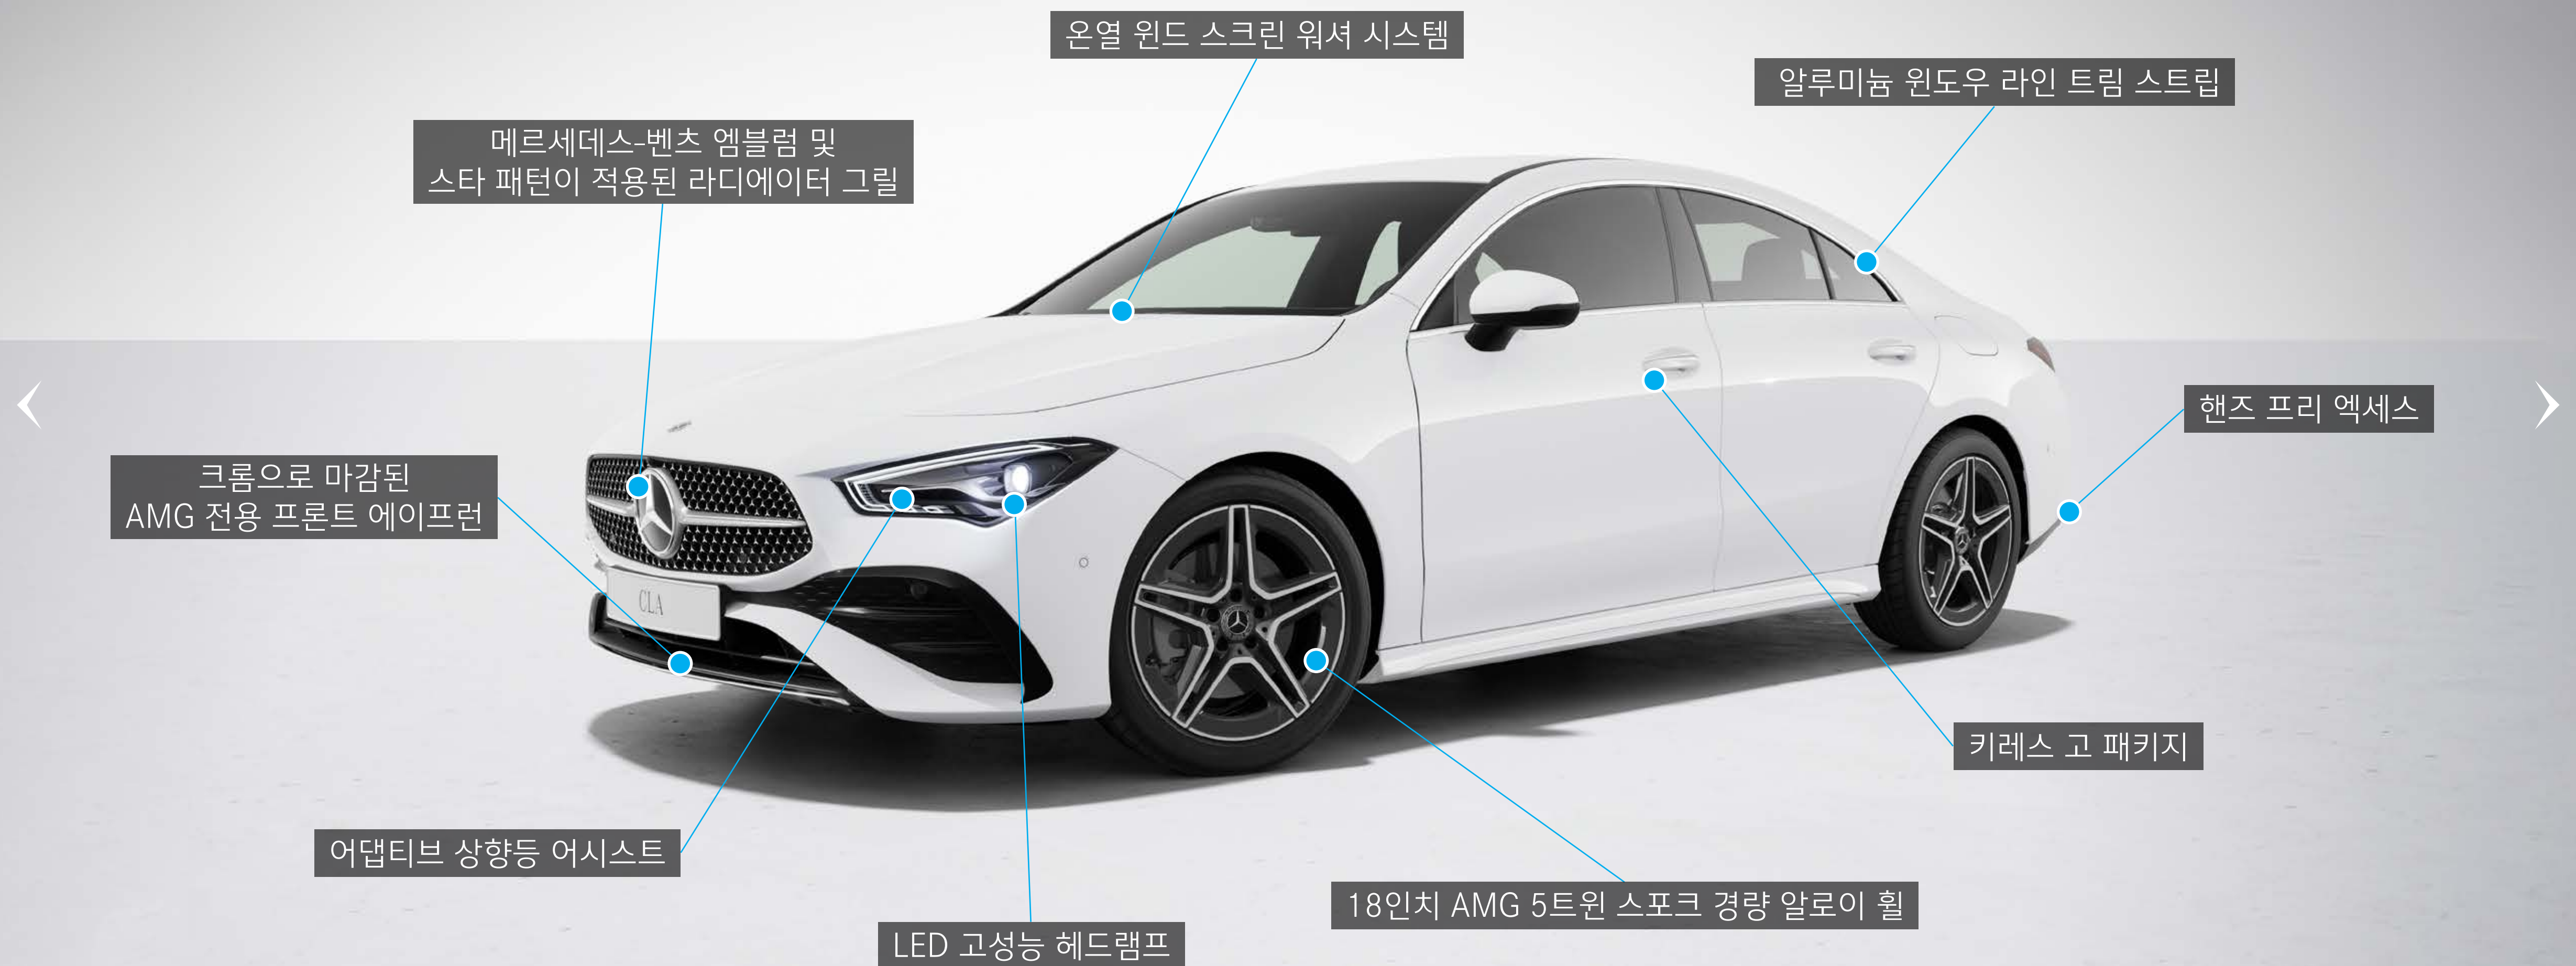 온열 윈드 스크린 워셔 시스템
알루미늄 윈도우 라인 트림 스트립
메르세데스-벤츠 엠블럼 및
스타 패턴이 적용된 라디에이터 그릴
핸즈 프리 엑세스
크롬으로 마감된
AMG 전용 프론트 에이프런
CLA
키레스 고 패키지
어댑티브 상향등 어시스트
18인치 AMG 5트윈 스포크 경량 알로이 휠
LED 고성능 헤드램프